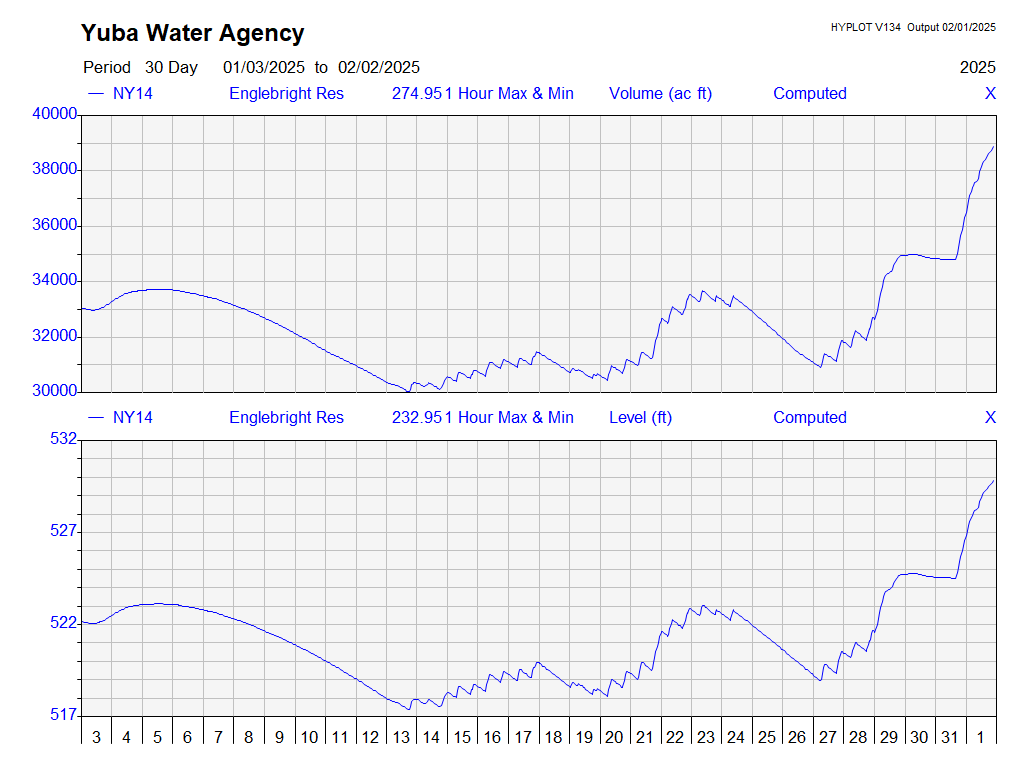 Yuba Water Agency
HYPLOT V134 Output 02/01/2025
Period 30 Day 01/03/2025 to 02/02/2025
2025
NY14 Englebright Res 274.951 Hour Max & Min Volume (ac ft) Computed X
40000
38000
36000
34000
32000
30000
NY14 Englebright Res 232.951 Hour Max & Min Level (ft) Computed X
532
527
522
517
3 4 5 6 7 8 9 10 11 12 13 14 15 16 17 18 19 20 21 22 23 24 25 26 27 28 29 30 31 1